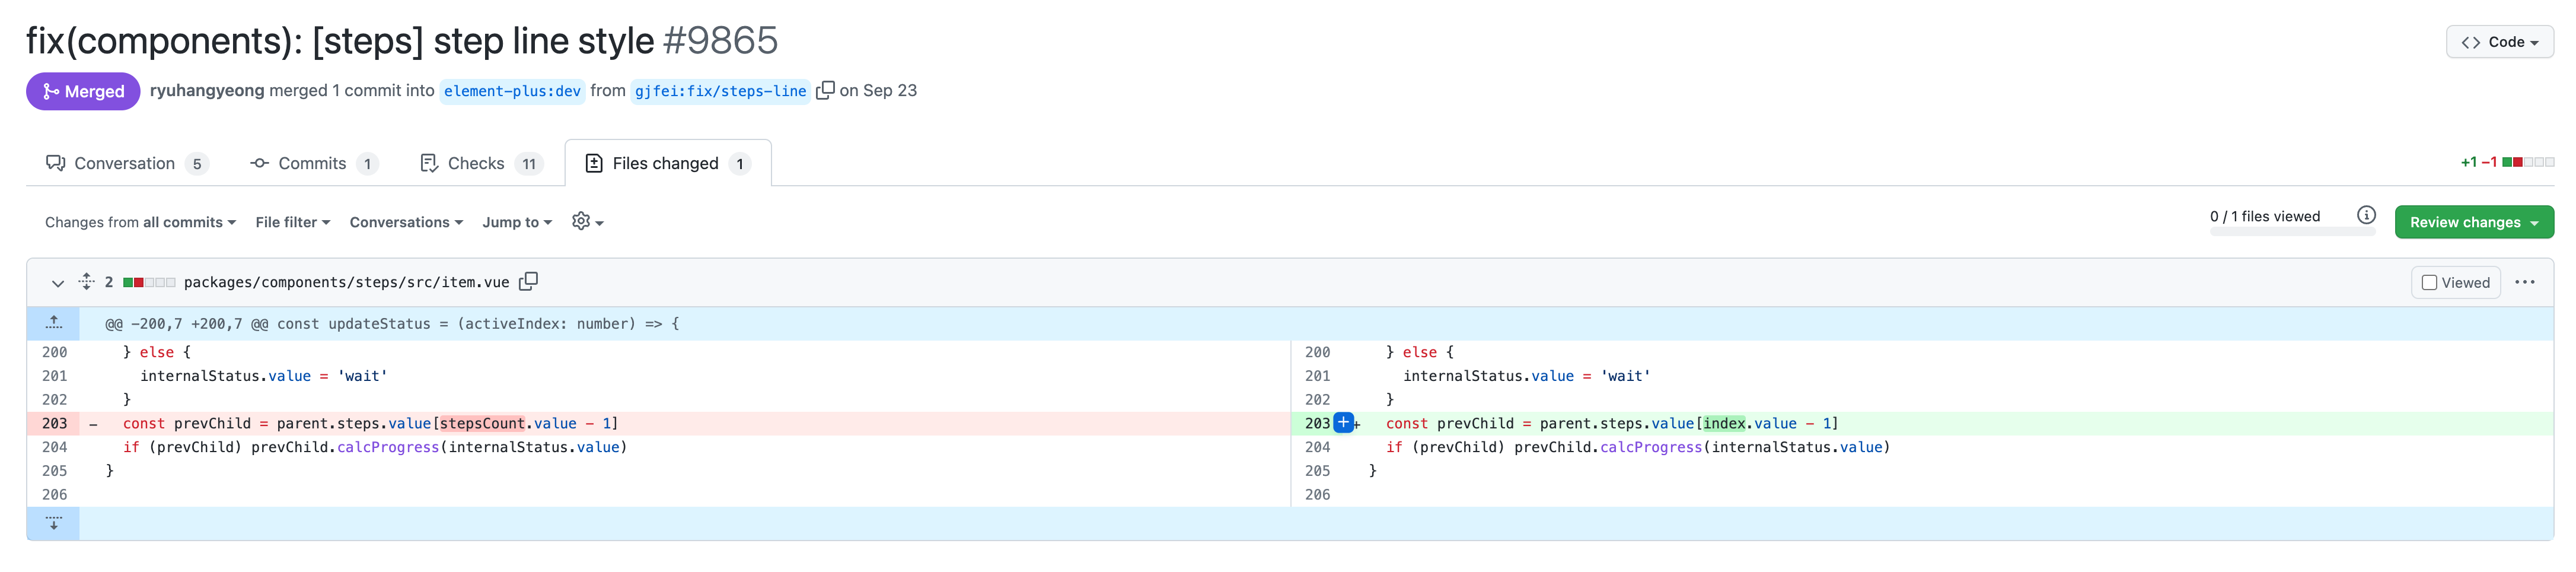 fix(components): [steps] step line style #9865
Code
Merged ryuhangyeong merged 1 commit into element-plus:dev from gjfei:fix/steps-line on Sep 23
Conversation 5 Commits 1 Checks 11 Files changed 1
+1 −1
Changes from all commits File filter Conversations Jump to
0 / 1 files viewed
Review changes
2 packages/components/steps/src/item.vue
Viewed
@@ -200,7 +200,7 @@ const updateStatus = (activeIndex: number) => {
200 } else {
201 internalStatus.value = 'wait'
202 }
203 - const prevChild = parent.steps.value[stepsCount.value - 1]
204 if (prevChild) prevChild.calcProgress(internalStatus.value)
205 }
206
200 } else {
201 internalStatus.value = 'wait'
202 }
203 + const prevChild = parent.steps.value[index.value - 1]
204 if (prevChild) prevChild.calcProgress(internalStatus.value)
205 }
206